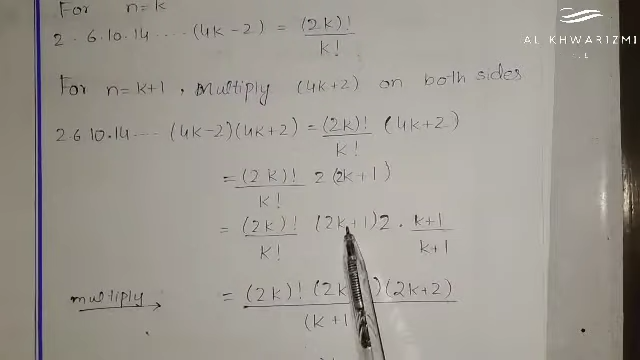 For n=k
2.6.10.14.....(4k-2) = (2k)!/k!
AL KHWARIZMI
For n=k+1, multiply (4k+2) on both sides
2.6 10.14.... (4k-2)(4k+2) = (2k)!/k! (4k+2)
= (2k)!/k! 2(2k+1)
= (2k)!/k! (2k+1)2 . k+1/k+1
multiply = (2k)! (2k )(2k+2)/(k+1